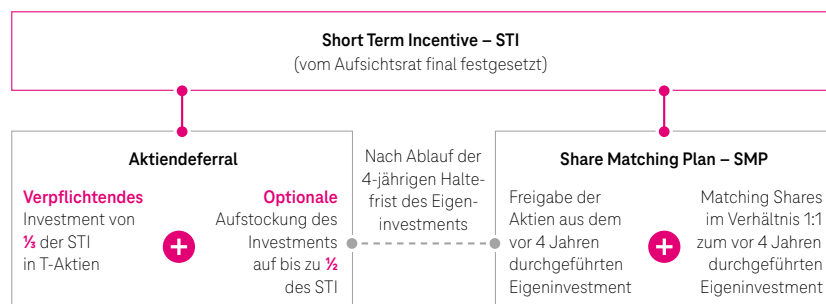 Short Term Incentive – STI
(vom Aufsichtsrat final festgesetzt)
Aktiendeferral
Verpflichtendes
Investment von
⅓ der STI
in T-Aktien
Optionale
Aufstockung des
Investments
auf bis zu ½
des STI
Nach Ablauf der
4-jährigen Halte-
frist des Eigen-
investments
Share Matching Plan – SMP
Freigabe der
Aktien aus dem
vor 4 Jahren
durchgeführten
Eigeninvestment
Matching Shares
im Verhältnis 1:1
zum vor 4 Jahren
durchgeführten
Eigeninvestment